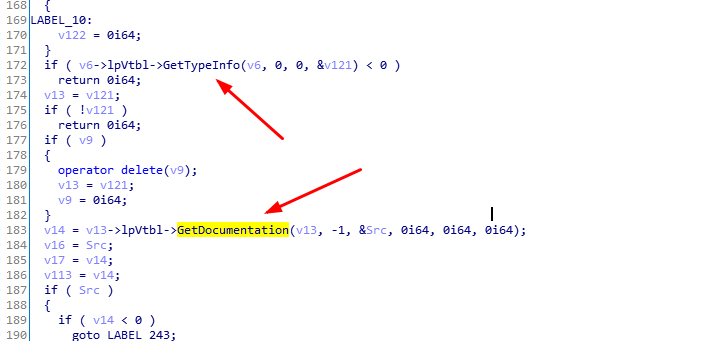 168 {
169 LABEL_10:
170 v122 = 0i64;
171 }
172 if ( v6->lpVtbl->GetTypeInfo(v6, 0, 0, &v121) < 0 )
173 return 0i64;
174 v13 = v121;
175 if ( !v121 )
176 return 0i64;
177 if ( v9 )
178 {
179 operator delete(v9);
180 v13 = v121;
181 v9 = 0i64;
182 }
183 v14 = v13->lpVtbl->GetDocumentation(v13, -1, &Src, 0i64, 0i64, 0i64);
184 v16 = Src;
185 v17 = v14;
186 v113 = v14;
187 if ( Src )
188 {
189 if ( v14 < 0 )
190 goto LABEL_243;